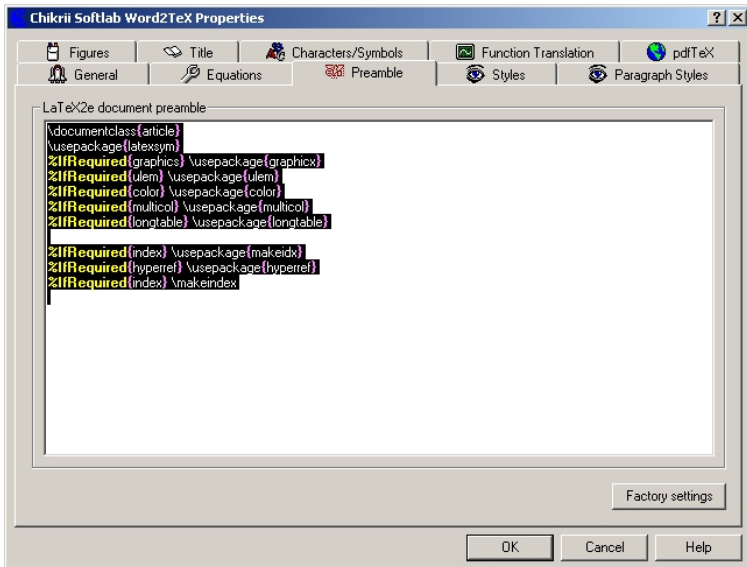 Chikrii Softlab Word2TeX Properties
Figures Title Characters/Symbols Function Translation pdfTeX
General Equations Preamble Styles Paragraph Styles
LaTeX2e document preamble
\documentclass{article}
\usepackage{latexsym}
%IfRequired{graphics} \usepackage{graphicx}
%IfRequired{ulem} \usepackage{ulem}
%IfRequired{color} \usepackage{color}
%IfRequired{multicol} \usepackage{multicol}
%IfRequired{longtable} \usepackage{longtable}
%IfRequired{index} \usepackage{makeidx}
%IfRequired{hyperref} \usepackage{hyperref}
%IfRequired{index} \makeindex
Factory settings
OK Cancel Help